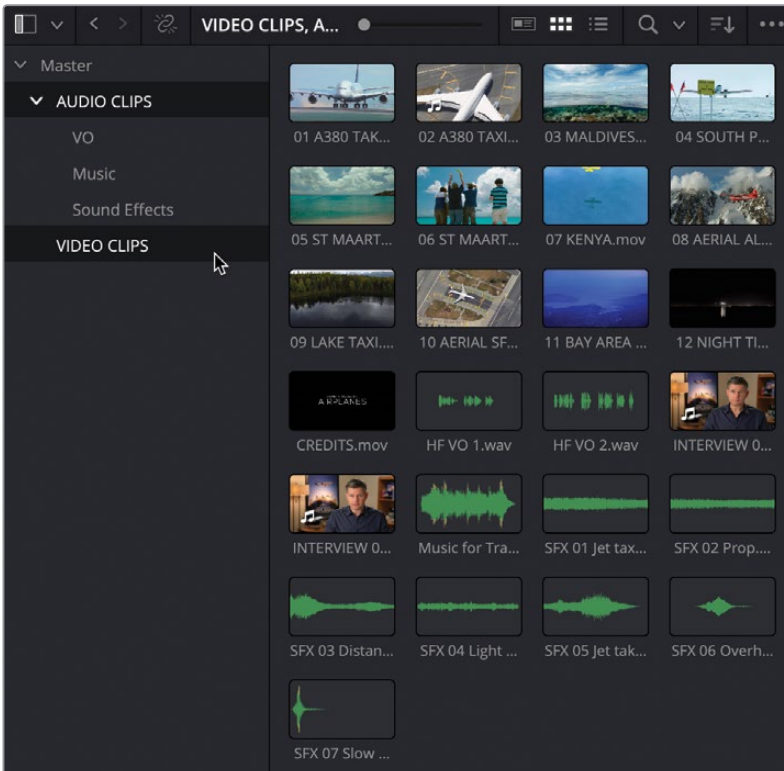 VIDEO CLIPS, A...
Master
AUDIO CLIPS
VO
Music
Sound Effects
VIDEO CLIPS
01 A380 TAK...
02 A380 TAXI...
03 MALDIVES...
04 SOUTH P...
05 ST MAART...
06 ST MAART...
07 KENYA.mov
08 AERIAL AL...
09 LAKE TAXI....
10 AERIAL SF...
11 BAY AREA ...
12 NIGHT TI...
AIRPLANES
CREDITS.mov
HF VO 1.wav
HF VO 2.wav
INTERVIEW 0...
INTERVIEW 0...
Music for Tra...
SFX 01 Jet tax...
SFX 02 Prop....
SFX 03 Distan...
SFX 04 Light ...
SFX 05 Jet tak...
SFX 06 Overh...
SFX 07 Slow ...